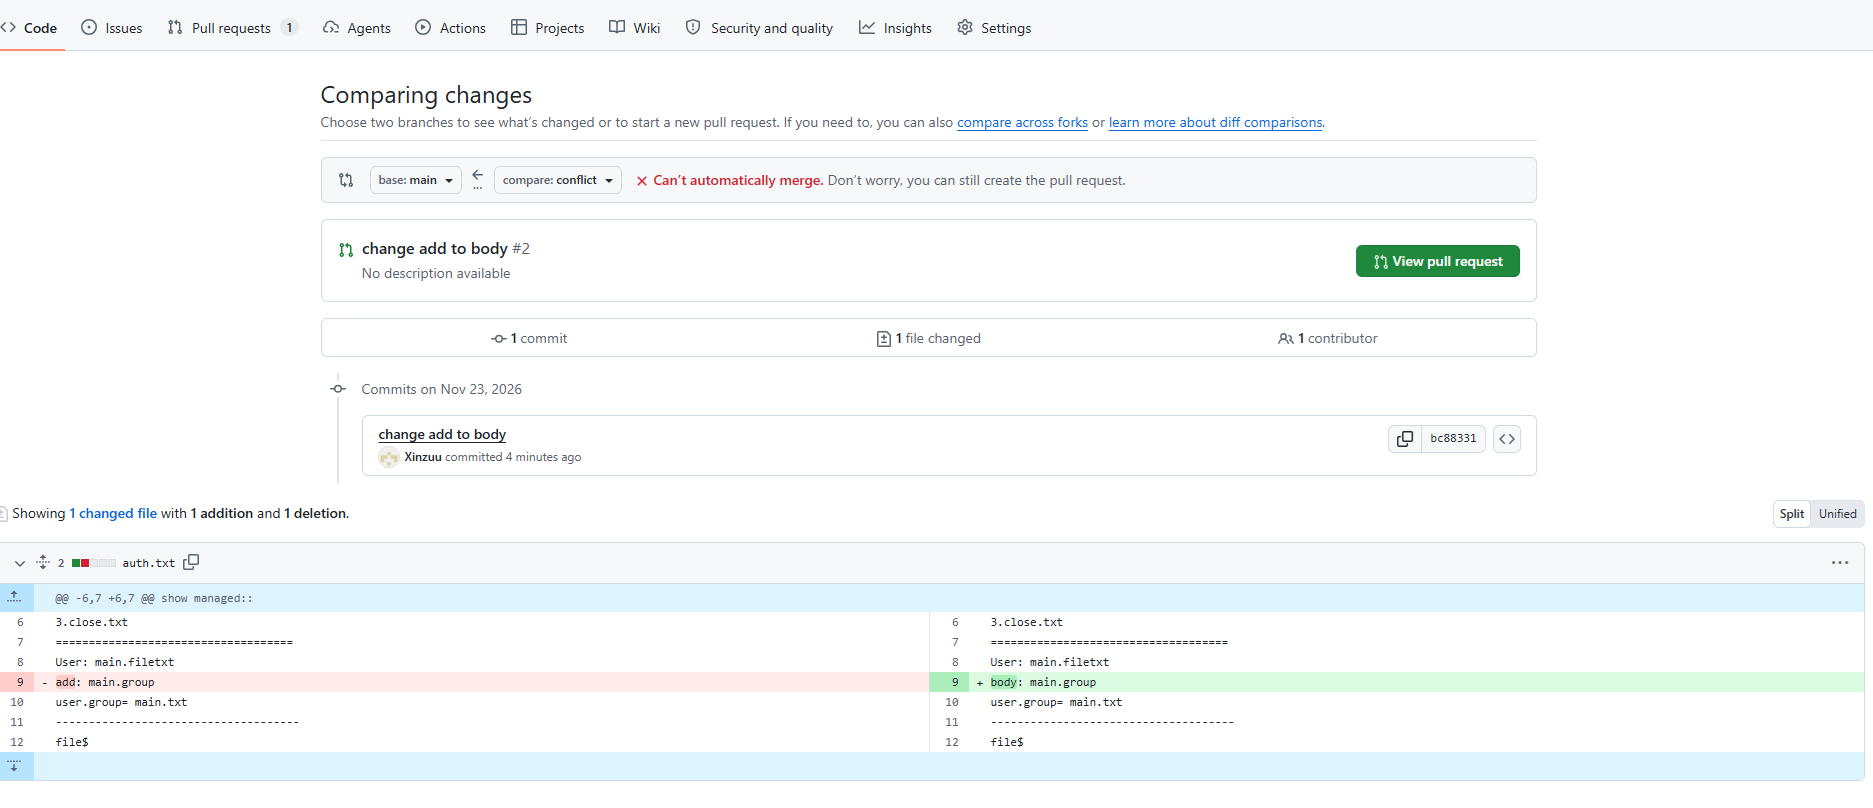 Code Issues Pull requests 1 Agents Actions Projects Wiki Security and quality Insights Settings
Comparing changes
Choose two branches to see what's changed or to start a new pull request. If you need to, you can also compare across forks or learn more about diff comparisons.
base: main compare: conflict Can't automatically merge. Don't worry, you can still create the pull request.
change add to body #2
No description available
View pull request
1 commit 1 file changed 1 contributor
Commits on Nov 23, 2026
change add to body
Xinzuu committed 4 minutes ago
bc88331
Showing 1 changed file with 1 addition and 1 deletion.
Split Unified
2 auth.txt
@@ -6,7 +6,7 @@ show managed::
6 3.close.txt 6 3.close.txt
7 ==================================== 7 ====================================
8 User: main.filetxt 8 User: main.filetxt
9 - add: main.group 9 + body: main.group
10 user.group= main.txt 10 user.group= main.txt
11 ------------------------------------- 11 -------------------------------------
12 file$ 12 file$